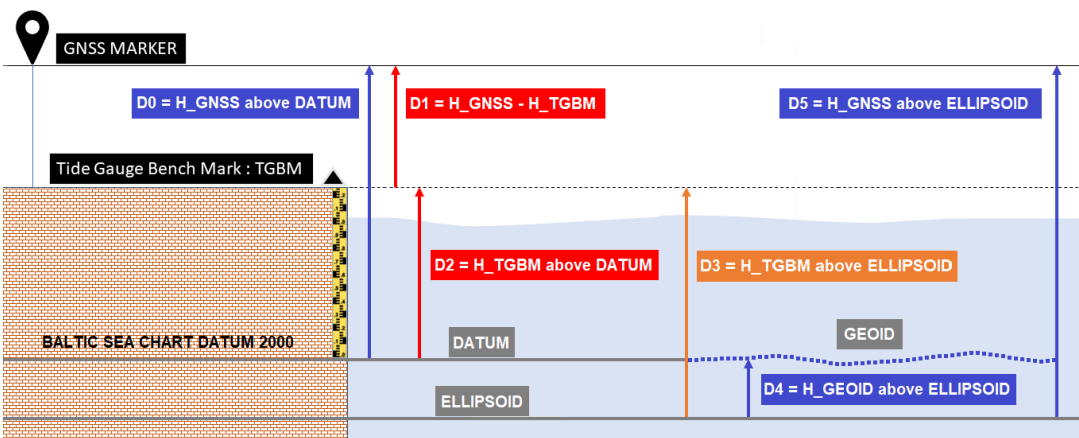 GNSS MARKER
D0 = H_GNSS above DATUM
D1 = H_GNSS - H_TGBM
D5 = H_GNSS above ELLIPSOID
Tide Gauge Bench Mark : TGBM
D2 = H_TGBM above DATUM
D3 = H_TGBM above ELLIPSOID
BALTIC SEA CHART DATUM 2000
DATUM
GEOID
D4 = H_GEOID above ELLIPSOID
ELLIPSOID